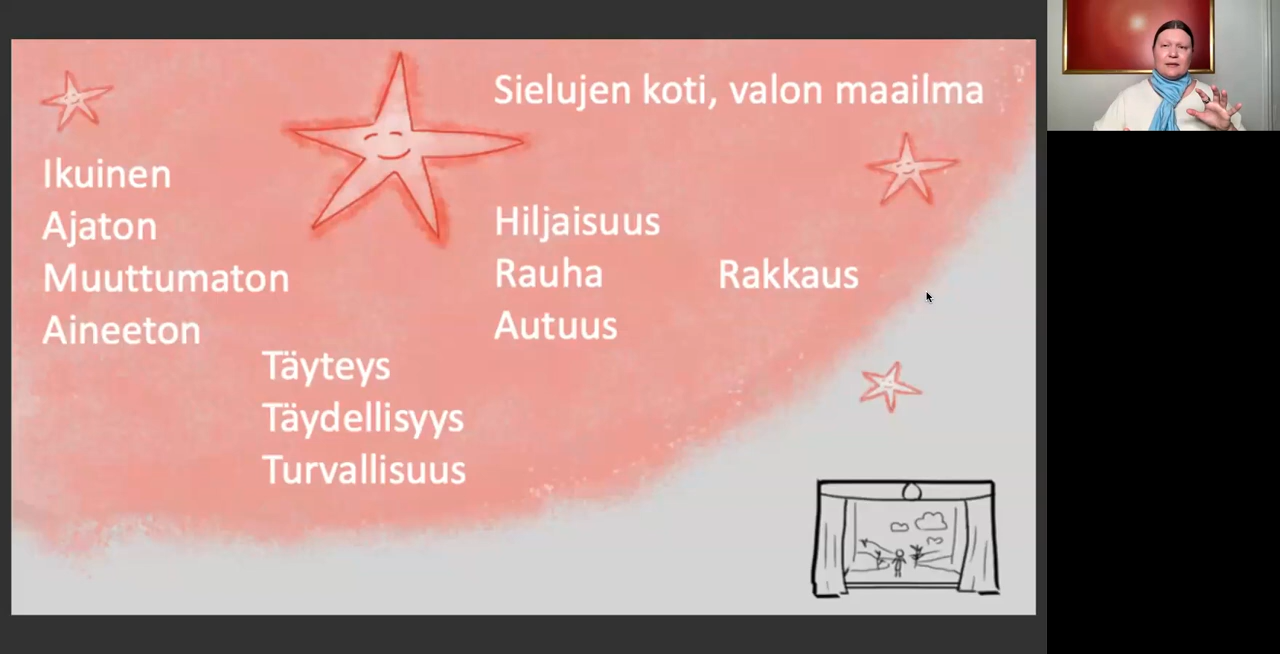 Sielujen koti, valon maailma
Ikuinen
Ajaton
Muuttumaton
Aineeton
Hiljaisuus
Rauha
Autuus
Rakkaus
Täyteys
Täydellisyys
Turvallisuus